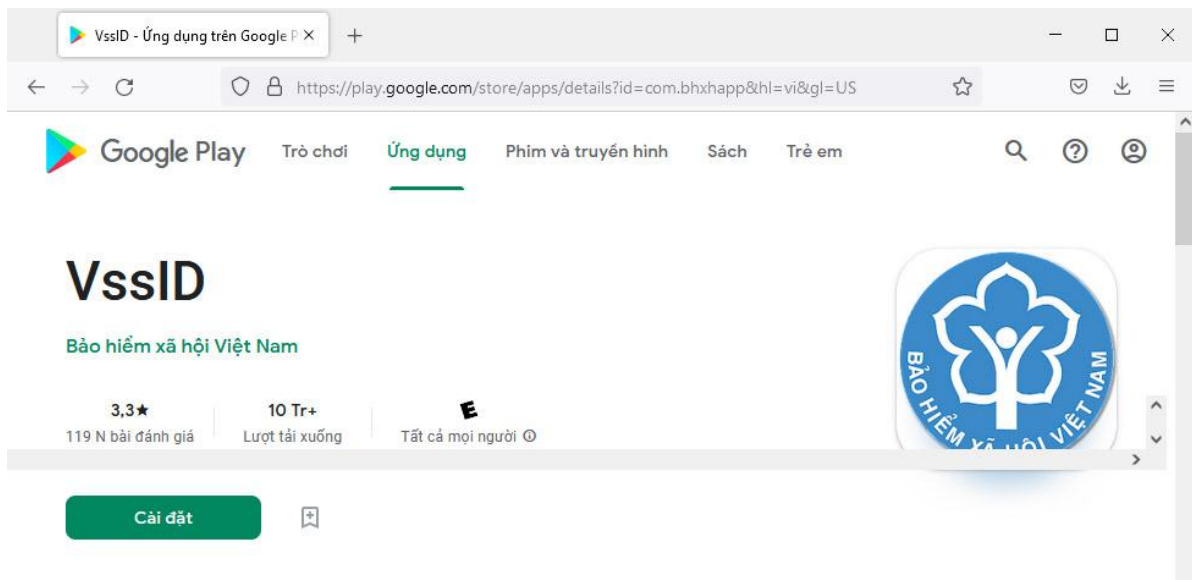 VssID - Ứng dụng trên Google P
https://play.google.com/store/apps/details?id=com.bhxhapp&hl=vi&gl=US
Google Play Trò chơi Ứng dụng Phim và truyền hình Sách Trẻ em
VssID
Bảo hiểm xã hội Việt Nam
3,3★ 10 Tr+ E
119 N bài đánh giá Lượt tải xuống Tất cả mọi người
BẢO HIỂM XÃ HỘI VIỆT NAM
Cài đặt